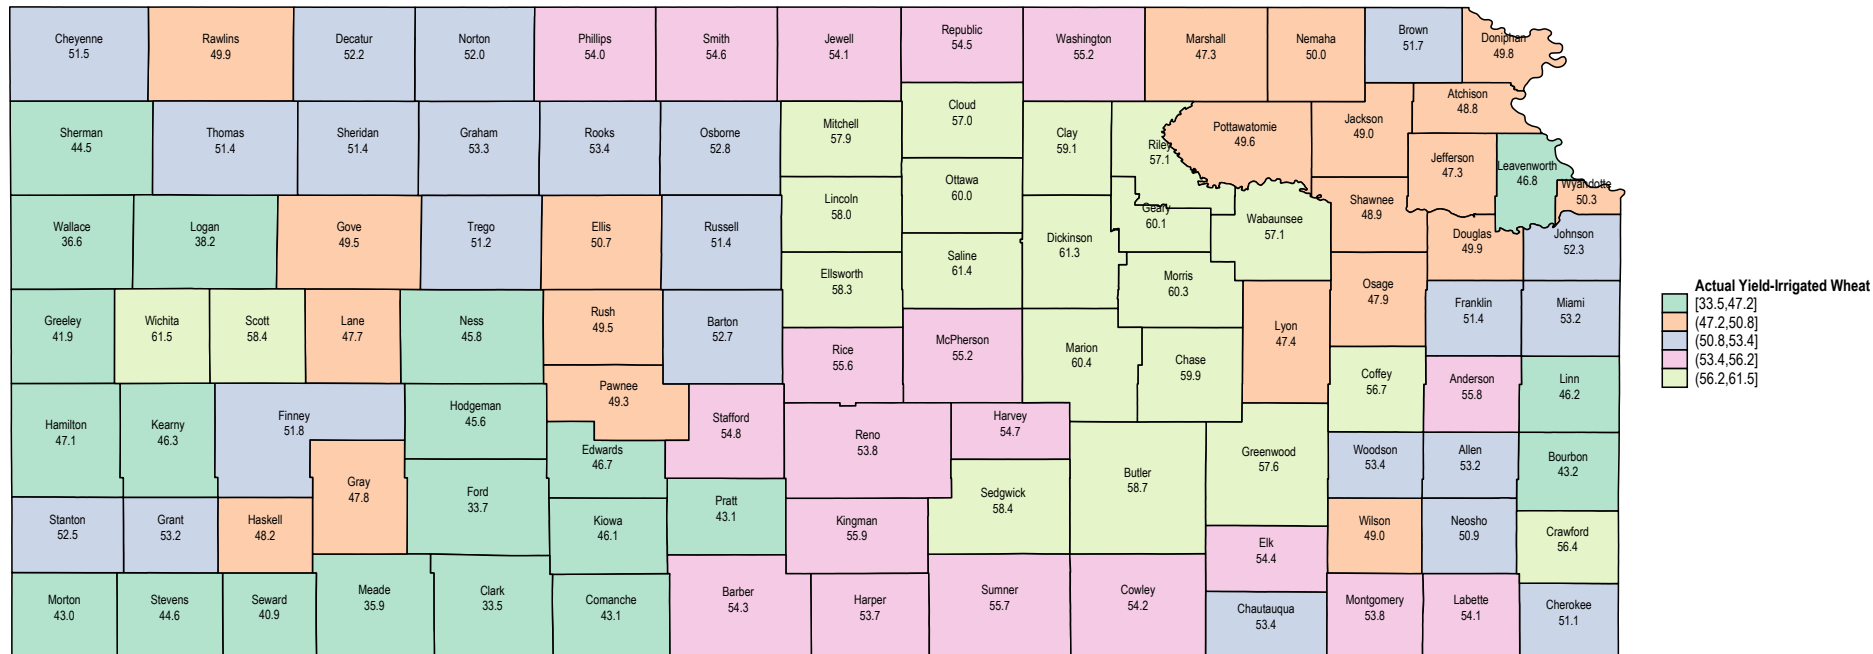 Cheyenne
51.5
Rawlins
49.9
Decatur
52.2
Norton
52.0
Phillips
54.0
Smith
54.6
Jewell
54.1
Republic
54.5
Washington
55.2
Marshall
47.3
Nemaha
50.0
Brown
51.7
Doniphan
49.8
Sherman
44.5
Thomas
51.4
Sheridan
51.4
Graham
53.3
Rooks
53.4
Osborne
52.8
Mitchell
57.9
Cloud
57.0
Clay
59.1
Riley
57.1
Pottawatomie
49.6
Jackson
49.0
Atchison
48.8
Jefferson
47.3
Leavenworth
46.8
Wyandotte
50.3
Wallace
36.6
Logan
38.2
Gove
49.5
Trego
51.2
Ellis
50.7
Russell
51.4
Lincoln
58.0
Ottawa
60.0
Dickinson
61.3
Geary
60.1
Wabaunsee
57.1
Shawnee
48.9
Douglas
49.9
Johnson
52.3
Ellsworth
58.3
Saline
61.4
Morris
60.3
Osage
47.9
Franklin
51.4
Miami
53.2
Greeley
41.9
Wichita
61.5
Scott
58.4
Lane
47.7
Ness
45.8
Rush
49.5
Barton
52.7
Rice
55.6
McPherson
55.2
Marion
60.4
Chase
59.9
Lyon
47.4
Coffey
56.7
Anderson
55.8
Linn
46.2
Hamilton
47.1
Kearny
46.3
Finney
51.8
Hodgeman
45.6
Pawnee
49.3
Stafford
54.8
Reno
53.8
Harvey
54.7
Edwards
46.7
Gray
47.8
Ford
33.7
Sedgwick
58.4
Butler
58.7
Greenwood
57.6
Woodson
53.4
Allen
53.2
Bourbon
43.2
Stanton
52.5
Grant
53.2
Haskell
48.2
Kiowa
46.1
Pratt
43.1
Kingman
55.9
Elk
54.4
Wilson
49.0
Neosho
50.9
Crawford
56.4
Morton
43.0
Stevens
44.6
Seward
40.9
Meade
35.9
Clark
33.5
Comanche
43.1
Barber
54.3
Harper
53.7
Sumner
55.7
Cowley
54.2
Chautauqua
53.4
Montgomery
53.8
Labette
54.1
Cherokee
51.1
Actual Yield-Irrigated Wheat
[33.5,47.2]
(47.2,50.8]
(50.8,53.4]
(53.4,56.2]
(56.2,61.5]